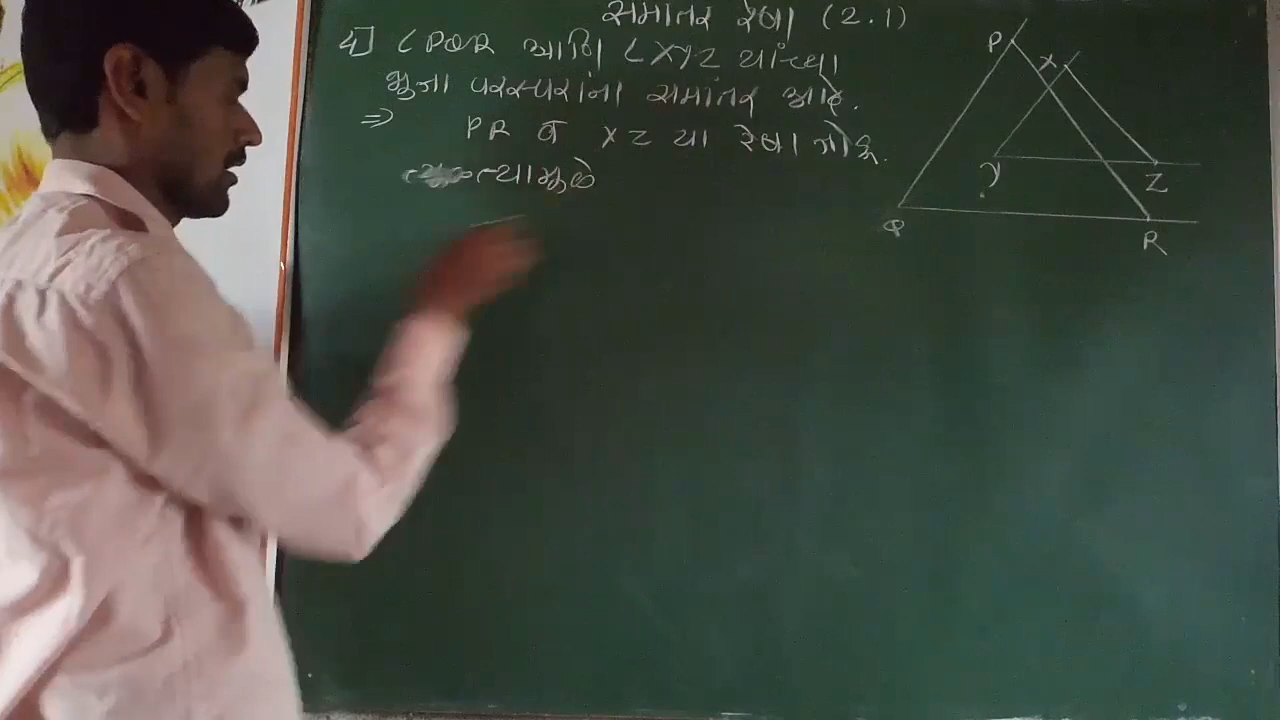 समांतर रेषा (2.1)
4] ∠PQR आणि ∠XYZ यांच्या
भुजा परस्परांना समांतर आहे.
⇒ PR व XZ या रेषा जोडू.
त्यामुळे
P
X
Y
Z
Q
R